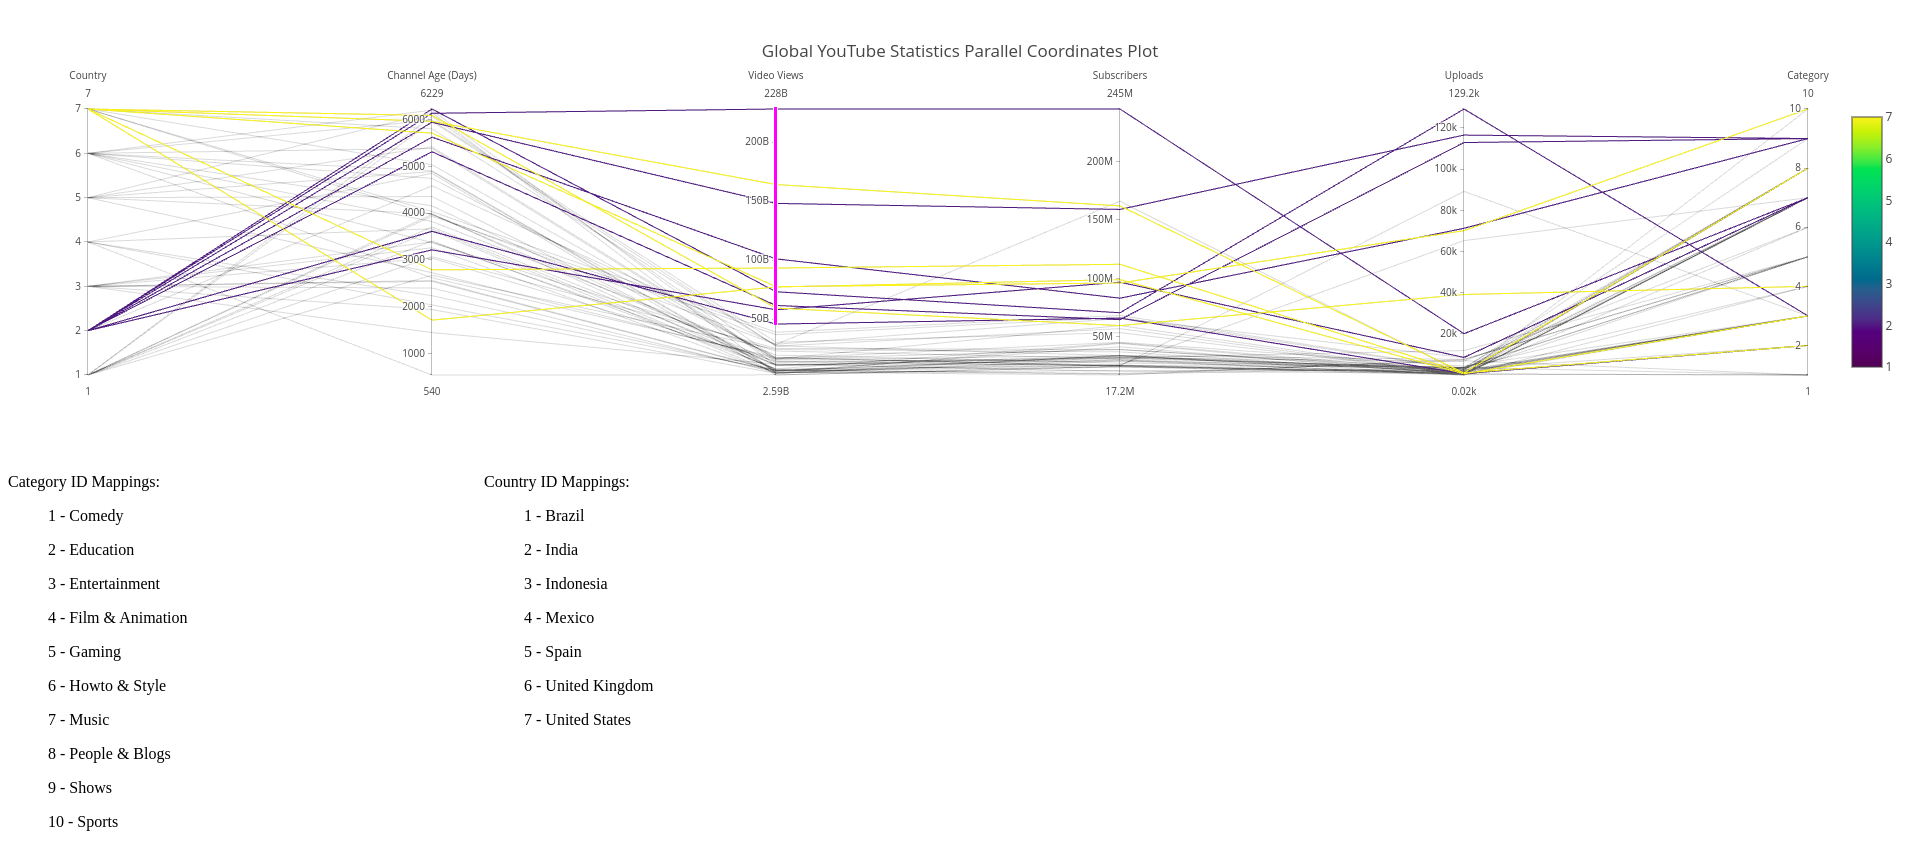 Global YouTube Statistics Parallel Coordinates Plot
Country Channel Age (Days) Video Views Subscribers Uploads Category
7 6229 228B 245M 129.2k 10
7 6 5 4 3 2 1
6000 5000 4000 3000 2000 1000
200B 150B 100B 50B
200M 150M 100M 50M
120k 100k 80k 60k 40k 20k
10 8 6 4 2
7 6 5 4 3 2 1
1 540 2.59B 17.2M 0.02k 1
Category ID Mappings:
1 - Comedy
2 - Education
3 - Entertainment
4 - Film & Animation
5 - Gaming
6 - Howto & Style
7 - Music
8 - People & Blogs
9 - Shows
10 - Sports
Country ID Mappings:
1 - Brazil
2 - India
3 - Indonesia
4 - Mexico
5 - Spain
6 - United Kingdom
7 - United States